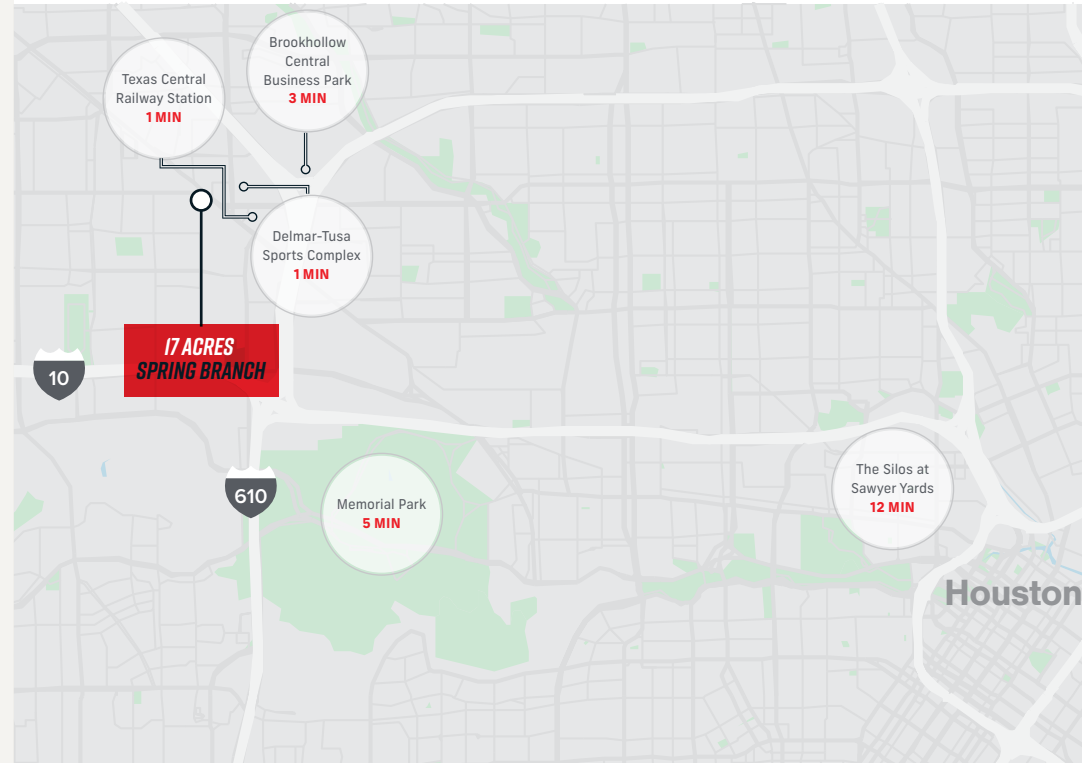 Brookhollow
Central
Business Park
3 MIN
Texas Central
Railway Station
1 MIN
Delmar-Tusa
Sports Complex
1 MIN
17 ACRES
SPRING BRANCH
10
610
Memorial Park
5 MIN
The Silos at
Sawyer Yards
12 MIN
Houston